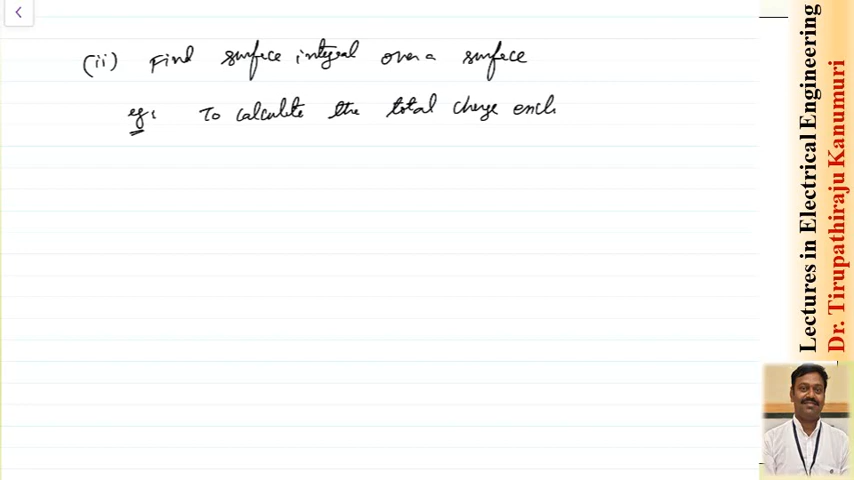 (ii) Find surface integral over a surface
eg: To calculate the total charge encl
Lectures in Electrical Engineering
Dr. Tirupathiraju Kanumuri